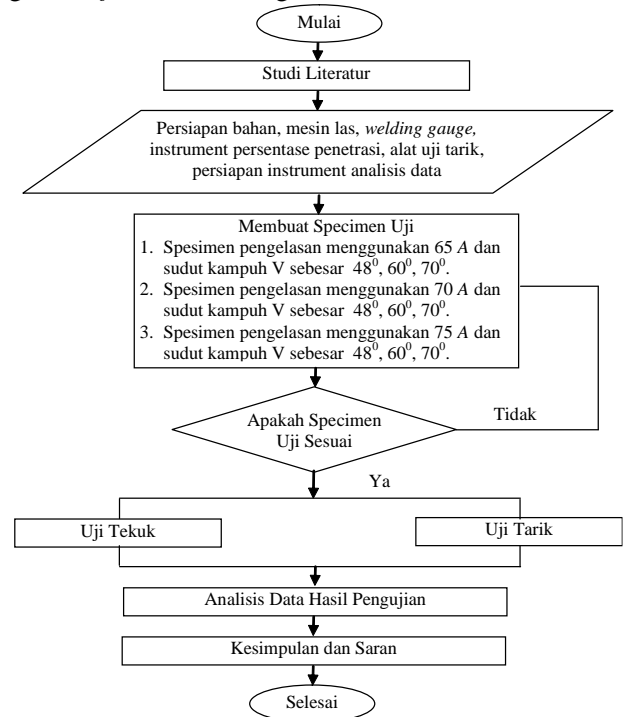 Mulai
Studi Literatur
Persiapan bahan, mesin las, welding gauge,
instrument persentase penetrasi, alat uji tarik,
persiapan instrument analisis data
Membuat Specimen Uji
1. Spesimen pengelasan menggunakan 65 A dan
sudut kampuh V sebesar 48⁰, 60⁰, 70⁰.
2. Spesimen pengelasan menggunakan 70 A dan
sudut kampuh V sebesar 48⁰, 60⁰, 70⁰.
3. Spesimen pengelasan menggunakan 75 A dan
sudut kampuh V sebesar 48⁰, 60⁰, 70⁰.
Apakah Specimen
Uji Sesuai
Tidak
Ya
Uji Tekuk
Uji Tarik
Analisis Data Hasil Pengujian
Kesimpulan dan Saran
Selesai